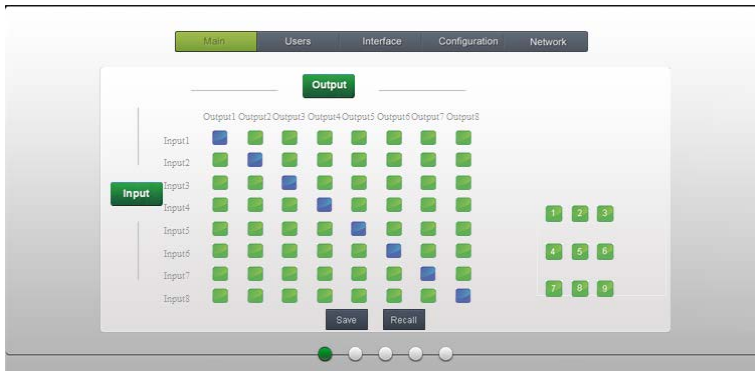 Main Users Interface Configuration Network
Output
Output1 Output2 Output3 Output4 Output5 Output6 Output7 Output8
Input1
Input2
Input
Input3
Input4
Input5
Input6
Input7
Input8
1 2 3
4 5 6
7 8 9
Save Recall